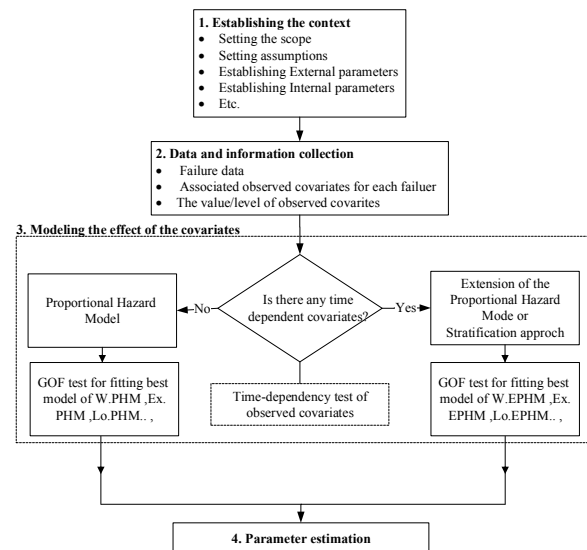 1. Establishing the context
• Setting the scope
• Setting assumptions
• Establishing External parameters
• Establishing Internal parameters
• Etc.
2. Data and information collection
• Failure data
• Associated observed covariates for each failuer
• The value/level of observed covarites
3. Modeling the effect of the covariates
Proportional Hazard
Model
No
Is there any time
dependent covariates?
Yes
Extension of the
Proportional Hazard
Mode or
Stratification approch
GOF test for fitting best
model of W.PHM ,Ex.
PHM ,Lo.PHM.. ,
Time-dependency test of
observed covariates
GOF test for fitting best
model of W.EPHM ,Ex.
EPHM ,Lo.EPHM.. ,
4. Parameter estimation